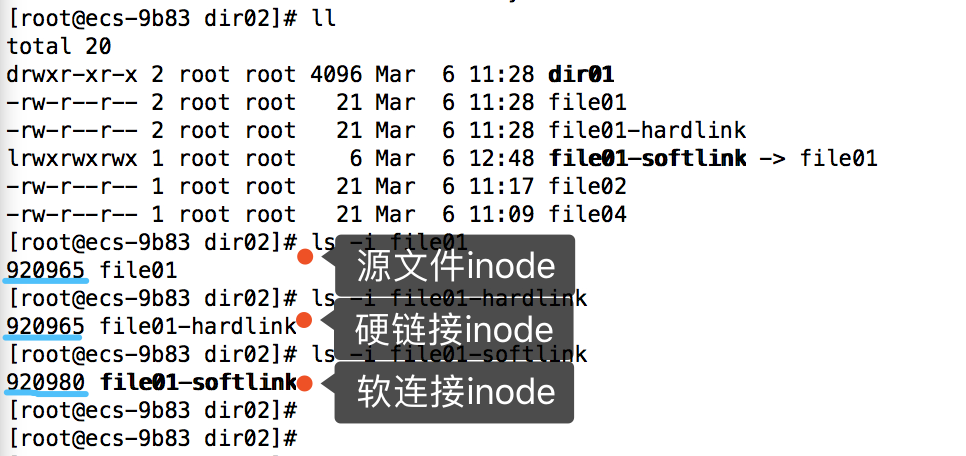 [root@ecs-9b83 dir02]# ll
total 20
drwxr-xr-x 2 root root 4096 Mar  6 11:28 dir01
-rw-r--r-- 2 root root   21 Mar  6 11:28 file01
-rw-r--r-- 2 root root   21 Mar  6 11:28 file01-hardlink
lrwxrwxrwx 1 root root    6 Mar  6 12:48 file01-softlink -> file01
-rw-r--r-- 1 root root   21 Mar  6 11:17 file02
-rw-r--r-- 1 root root   21 Mar  6 11:09 file04
[root@ecs-9b83 dir02]# ls -i file01
920965 file01
源文件inode
[root@ecs-9b83 dir02]# ls -i file01-hardlink
920965 file01-hardlink
硬链接inode
[root@ecs-9b83 dir02]# ls -i file01-softlink
920980 file01-softlink
软连接inode
[root@ecs-9b83 dir02]#
[root@ecs-9b83 dir02]#